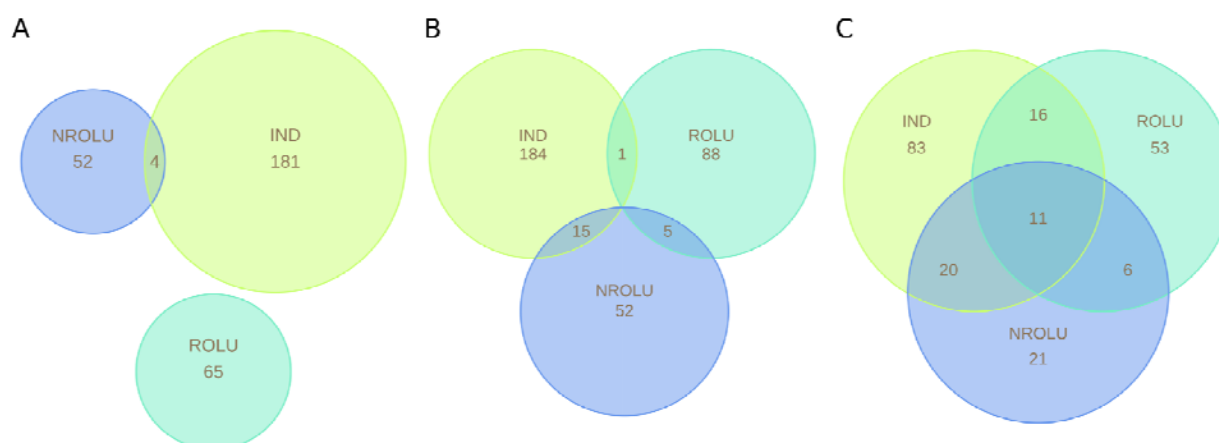 A
NROLU
52
4
IND
181
ROLU
65
B
IND
184
1
ROLU
88
15
5
NROLU
52
C
IND
83
16
ROLU
53
11
20
6
NROLU
21